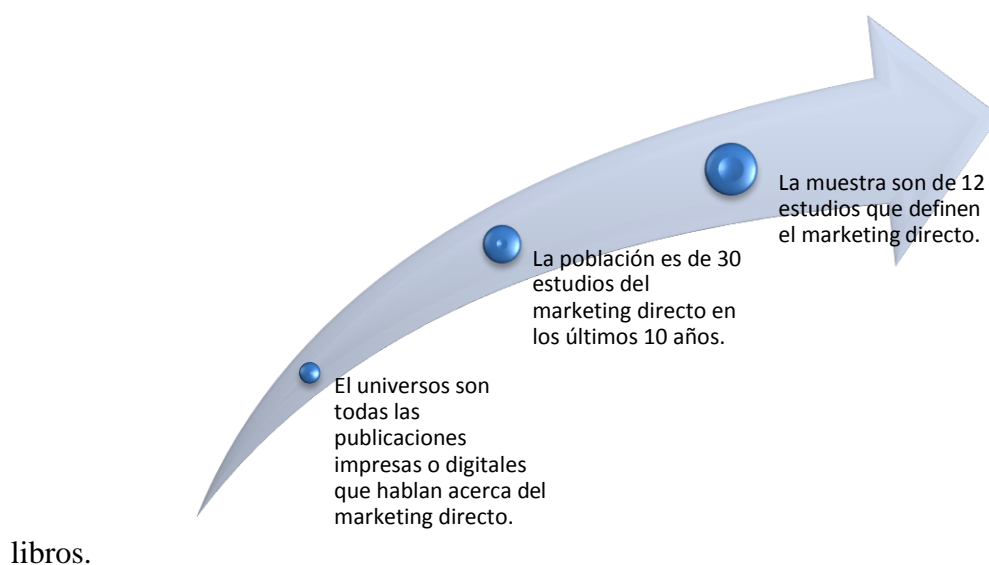 La muestra son de 12
estudios que definen
el marketing directo.
La población es de 30
estudios del
marketing directo en
los últimos 10 años.
El universos son
todas las
publicaciones
impresas o digitales
que hablan acerca del
marketing directo.
libros.